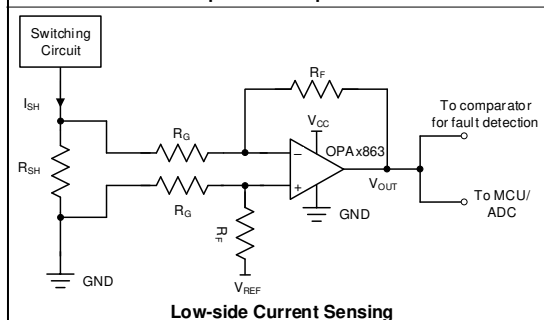 Switching
Circuit
I_SH
R_F
To comparator
for fault detection
R_G
V_CC
OPAx863
R_SH
−
+
V_OUT
R_G
GND
To MCU/
ADC
R_F
GND
V_REF
Low-side Current Sensing